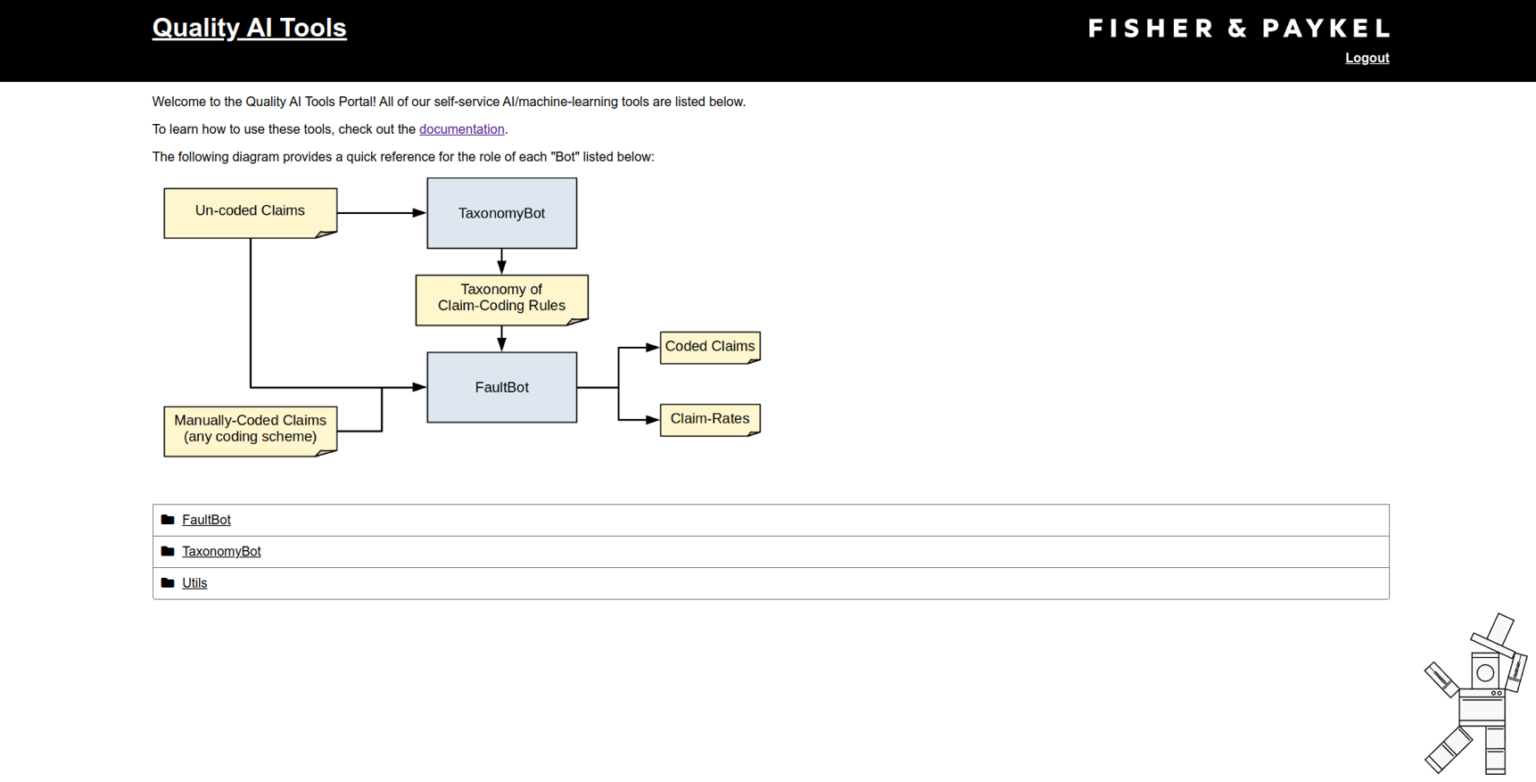 Quality AI Tools
FISHER & PAYKEL
Logout
Welcome to the Quality AI Tools Portal! All of our self-service AI/machine-learning tools are listed below.
To learn how to use these tools, check out the documentation.
The following diagram provides a quick reference for the role of each "Bot" listed below:
Un-coded Claims
TaxonomyBot
Taxonomy of
Claim-Coding Rules
Coded Claims
FaultBot
Claim-Rates
Manually-Coded Claims
(any coding scheme)
FaultBot
TaxonomyBot
Utils